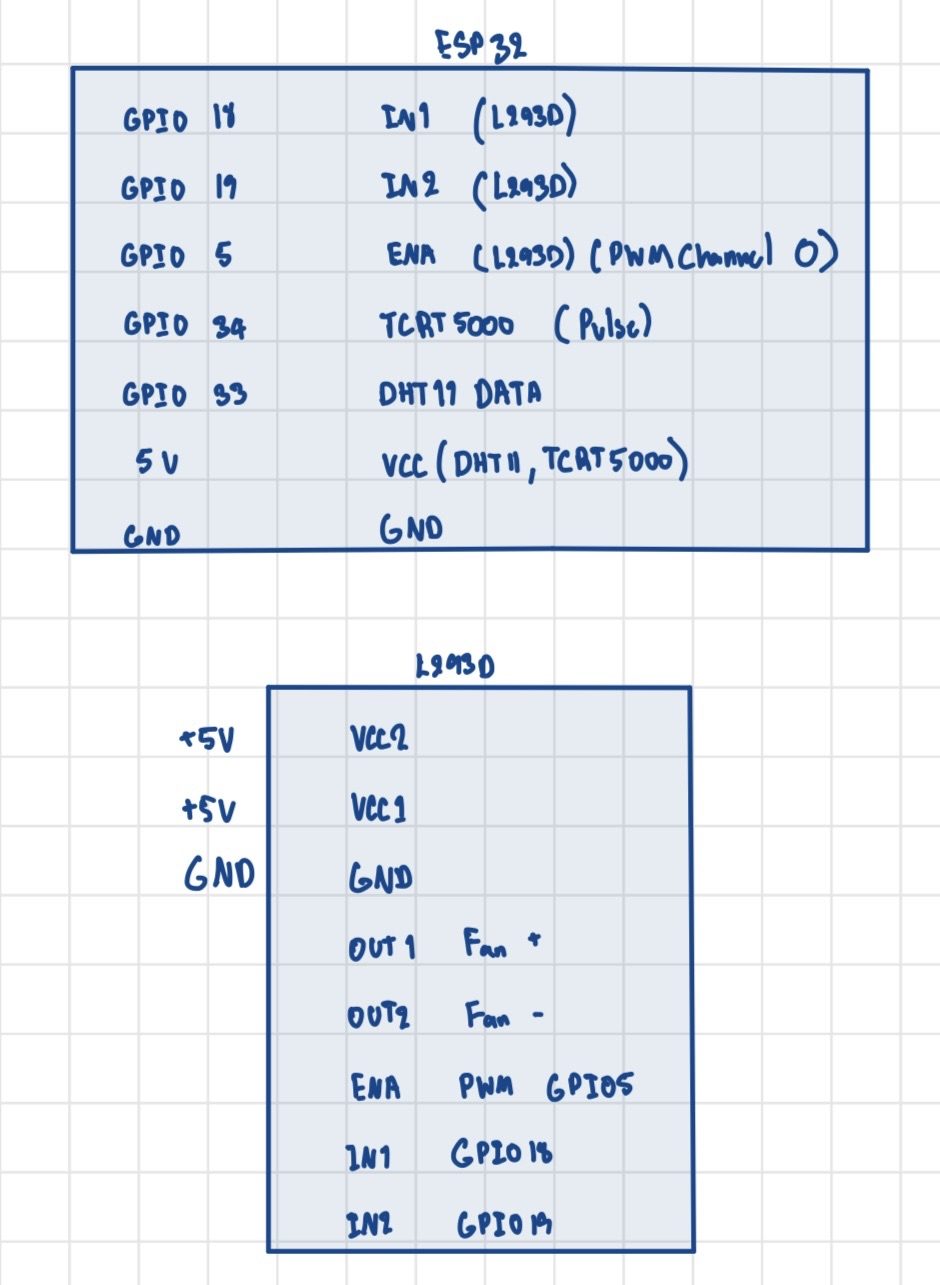 ESP32
GPIO 18 IN1 (L293D)
GPIO 19 IN2 (L293D)
GPIO 5 ENA (L293D) (PWM Channel 0)
GPIO 34 TCRT5000 (Pulse)
GPIO 33 DHT11 DATA
5V VCC (DHT11, TCRT5000)
GND GND
L293D
+5V VCC2
+5V VCC1
GND GND
OUT1 Fan +
OUT2 Fan -
ENA PWM GPIO5
IN1 GPIO18
IN2 GPIO19